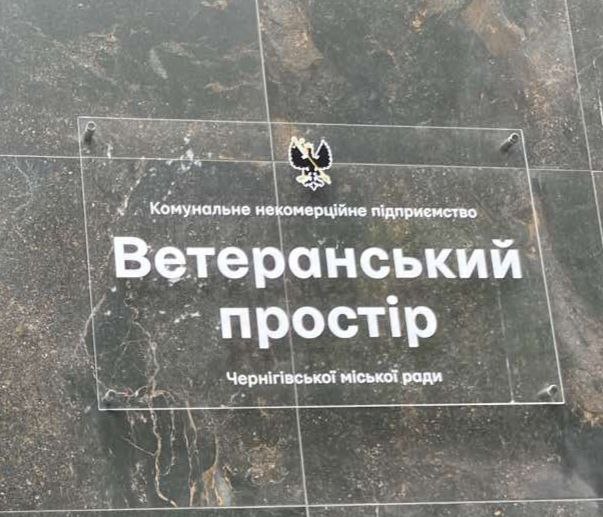 Комунальне некомерційне підприємство
Ветеранський
простір
Чернігівської міської ради